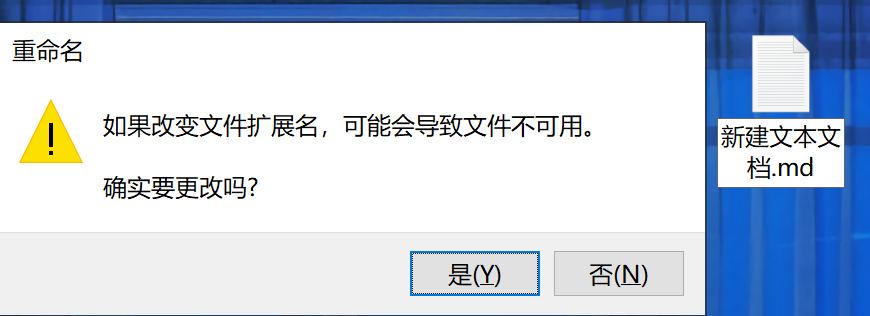 重命名
如果改变文件扩展名，可能会导致文件不可用。
确实要更改吗?
是(Y)
否(N)
新建文本文
档.md